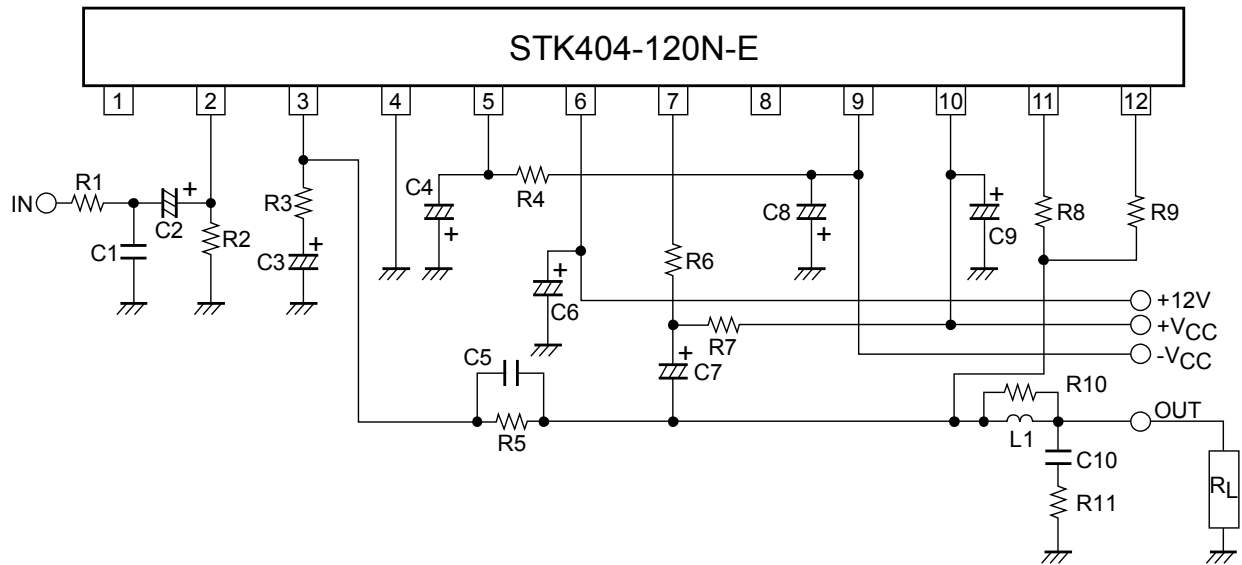 STK404-120N-E
1 2 3 4 5 6 7 8 9 10 11 12
IN
R1
C1
C2
+
R2
R3
C3
+
C4
+
R4
C6
+
R6
R7
C7
+
C8
+
C9
+
R8
R9
+12V
+VCC
-VCC
C5
R5
R10
L1
OUT
C10
R11
RL